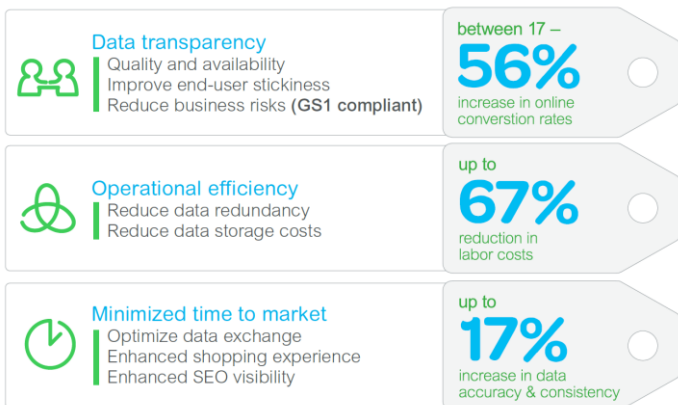 Data transparency
Quality and availability
Improve end-user stickiness
Reduce business risks (GS1 compliant)
between 17 –
56%
increase in online
converstion rates
Operational efficiency
Reduce data redundancy
Reduce data storage costs
up to
67%
reduction in
labor costs
Minimized time to market
Optimize data exchange
Enhanced shopping experience
Enhanced SEO visibility
up to
17%
increase in data
accuracy & consistency